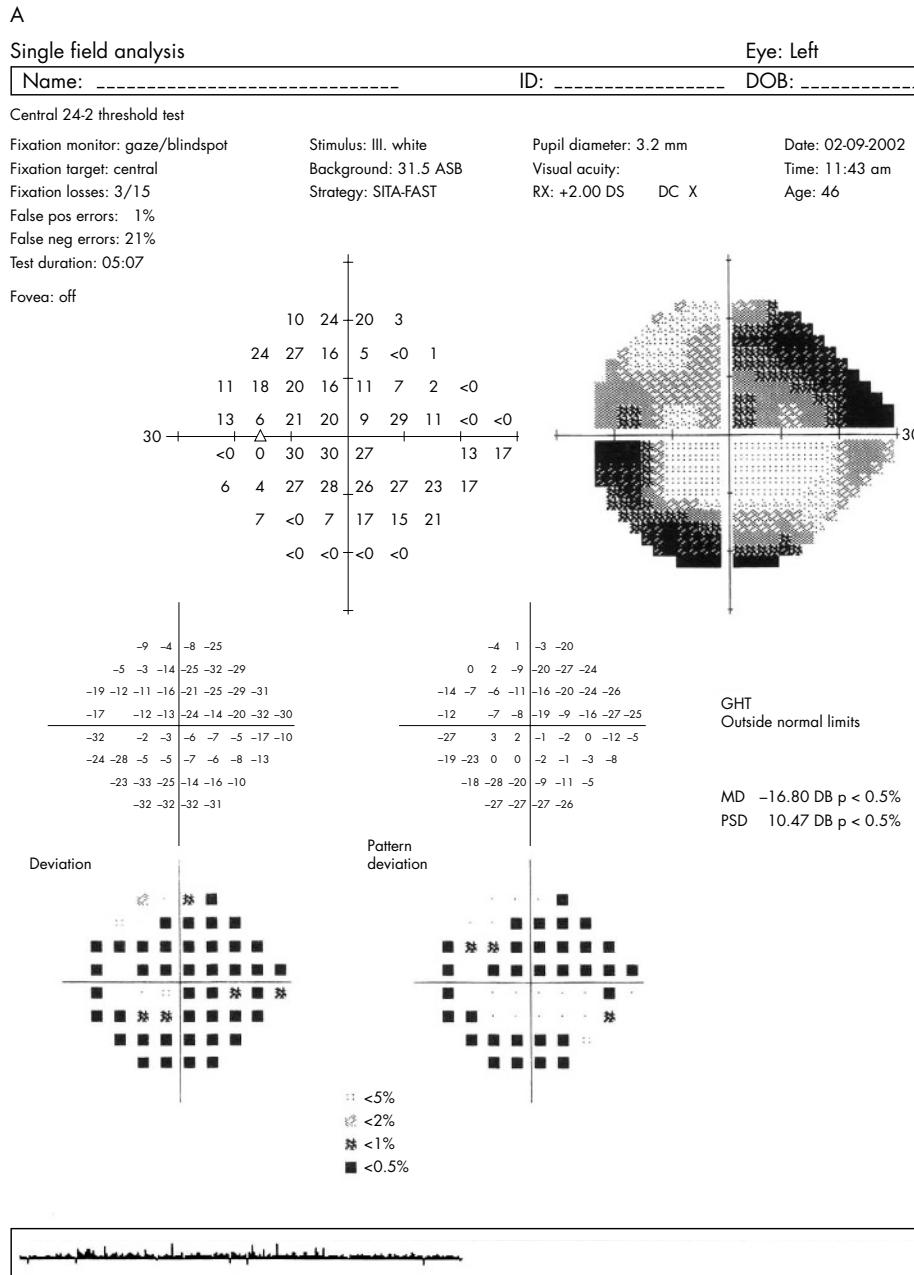 A
Single field analysis Eye: Left
Name: ID: DOB:
Central 24-2 threshold test
Fixation monitor: gaze/blindspot Stimulus: III. white Pupil diameter: 3.2 mm Date: 02-09-2002
Fixation target: central Background: 31.5 ASB Visual acuity: Time: 11:43 am
Fixation losses: 3/15 Strategy: SITA-FAST RX: +2.00 DS DC X Age: 46
False pos errors: 1%
False neg errors: 21%
Test duration: 05:07
Fovea: off
10 24 20 3
24 27 16 5 <0 1
11 18 20 16 11 7 2 <0
13 6 21 20 9 29 11 <0 <0
30 30
<0 0 30 30 27 13 17
6 4 27 28 26 27 23 17
7 <0 7 17 15 21
<0 <0 <0 <0
−9 −4 −8 −25 −4 1 −3 −20
−5 −3 −14 −25 −32 −29 0 2 −9 −20 −27 −24
−19 −12 −11 −16 −21 −25 −29 −31 −14 −7 −6 −11 −16 −20 −24 −26
−17 −12 −13 −24 −14 −20 −32 −30 −12 −7 −8 −19 −9 −16 −27 −25
−32 −2 −3 −6 −7 −5 −17 −10 −27 3 2 −1 −2 0 −12 −5
−24 −28 −5 −5 −7 −6 −8 −13 −19 −23 0 0 −2 −1 −3 −8
−23 −33 −25 −14 −16 −10 −18 −28 −20 −9 −11 −5
−32 −32 −32 −31 −27 −27 −27 −26
GHT
Outside normal limits
MD −16.80 DB p < 0.5%
PSD 10.47 DB p < 0.5%
Deviation
Pattern
deviation
<5%
<2%
<1%
<0.5%